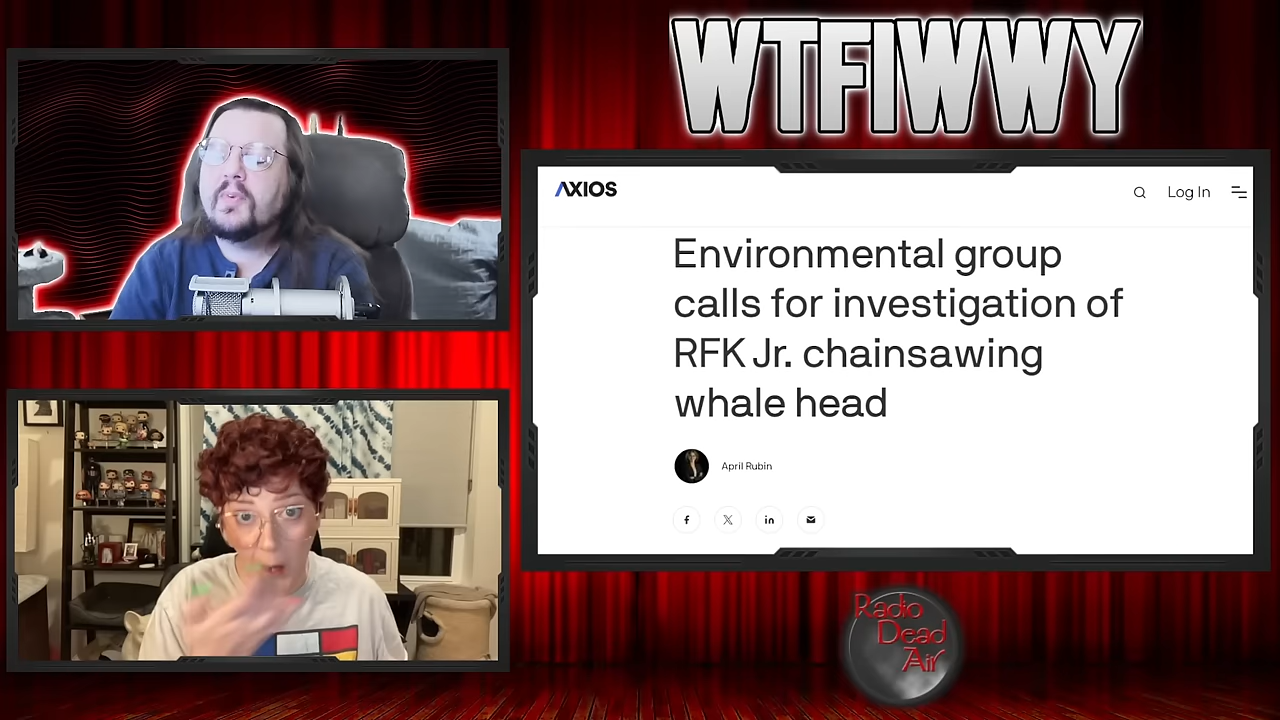 WTFIWWY
AXIOS
Log In
Environmental group
calls for investigation of
RFK Jr. chainsawing
whale head
April Rubin
Radio
Dead
Air